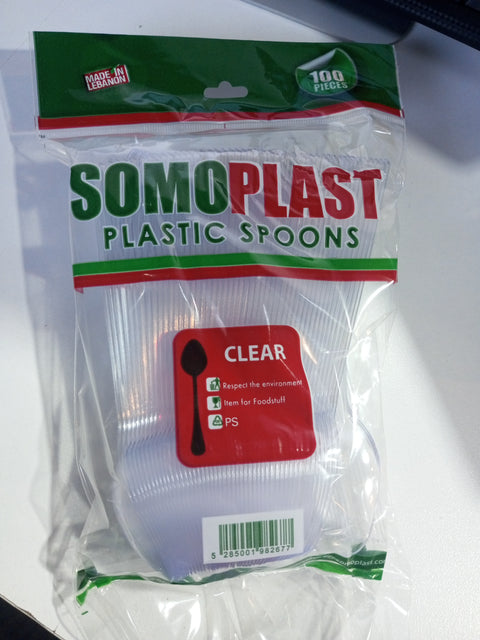 MADE IN
LEBANON
100
PIECES
SOMOPLAST
PLASTIC SPOONS
CLEAR
Respect the environment
Item for Foodstuff
PS
5 285001 982677